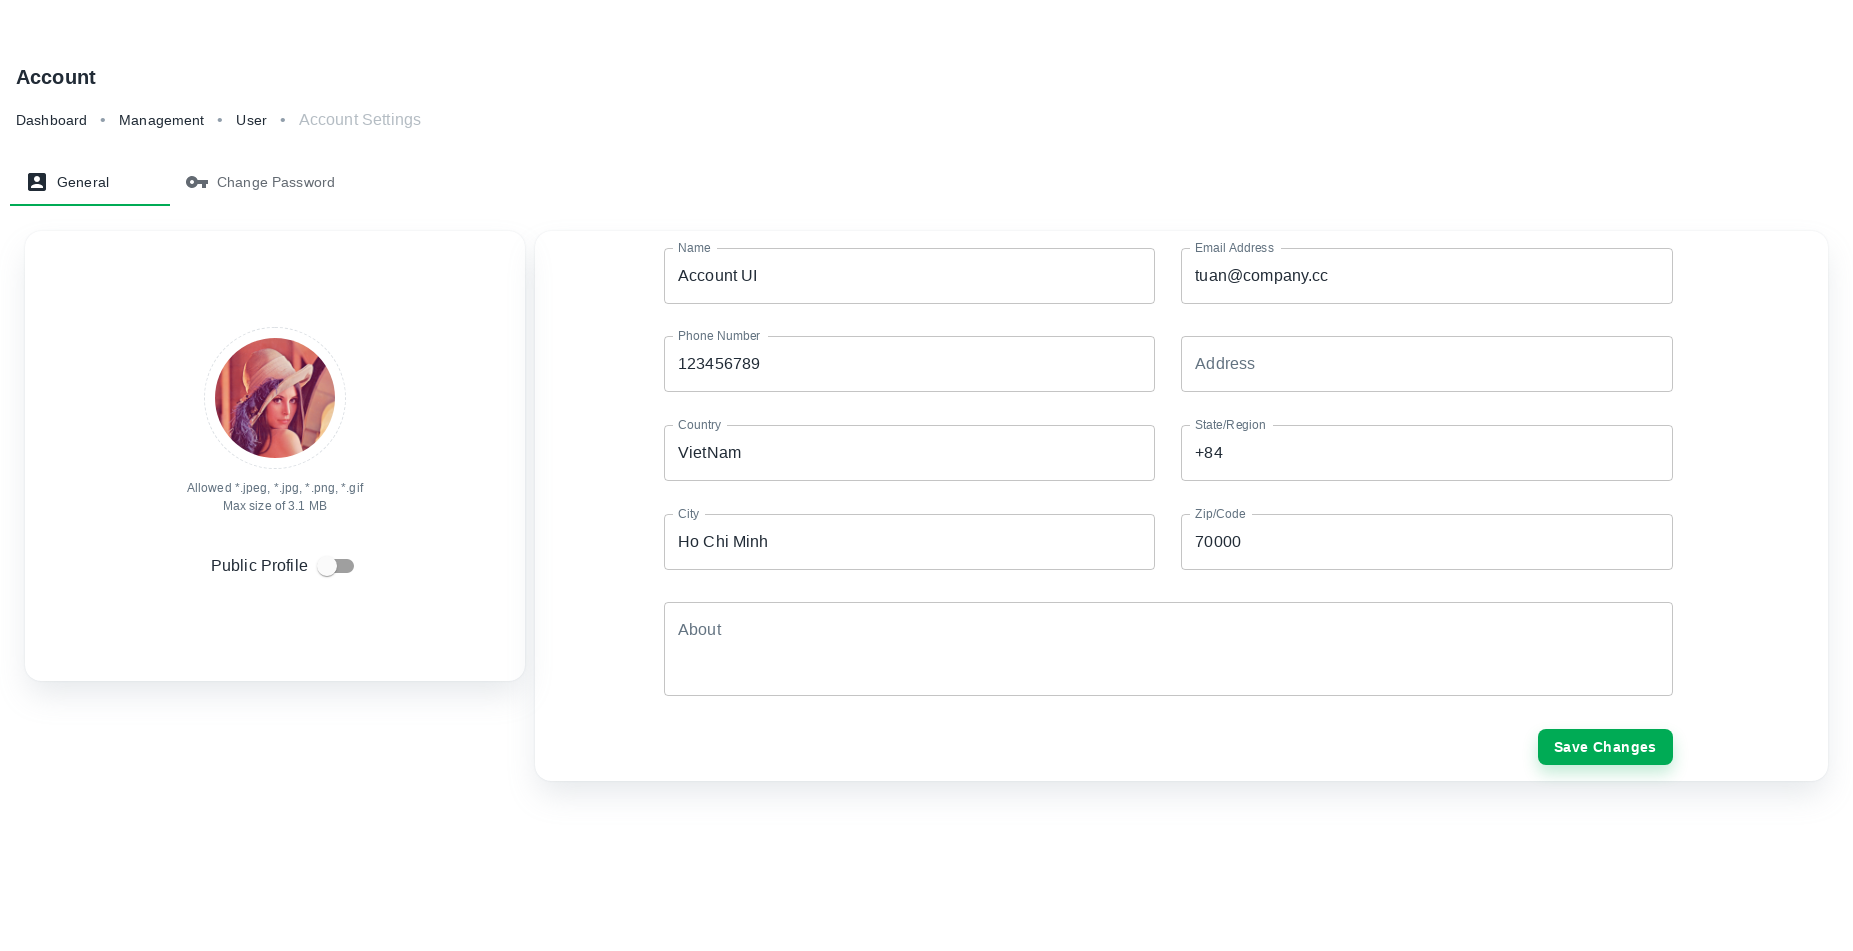 Account
Dashboard • Management • User • Account Settings
General
Change Password
Allowed *.jpeg, *.jpg, *.png, *.gif
Max size of 3.1 MB
Public Profile
Name
Account UI
Email Address
tuan@company.cc
Phone Number
123456789
Address
Country
VietNam
State/Region
+84
City
Ho Chi Minh
Zip/Code
70000
About
Save Changes